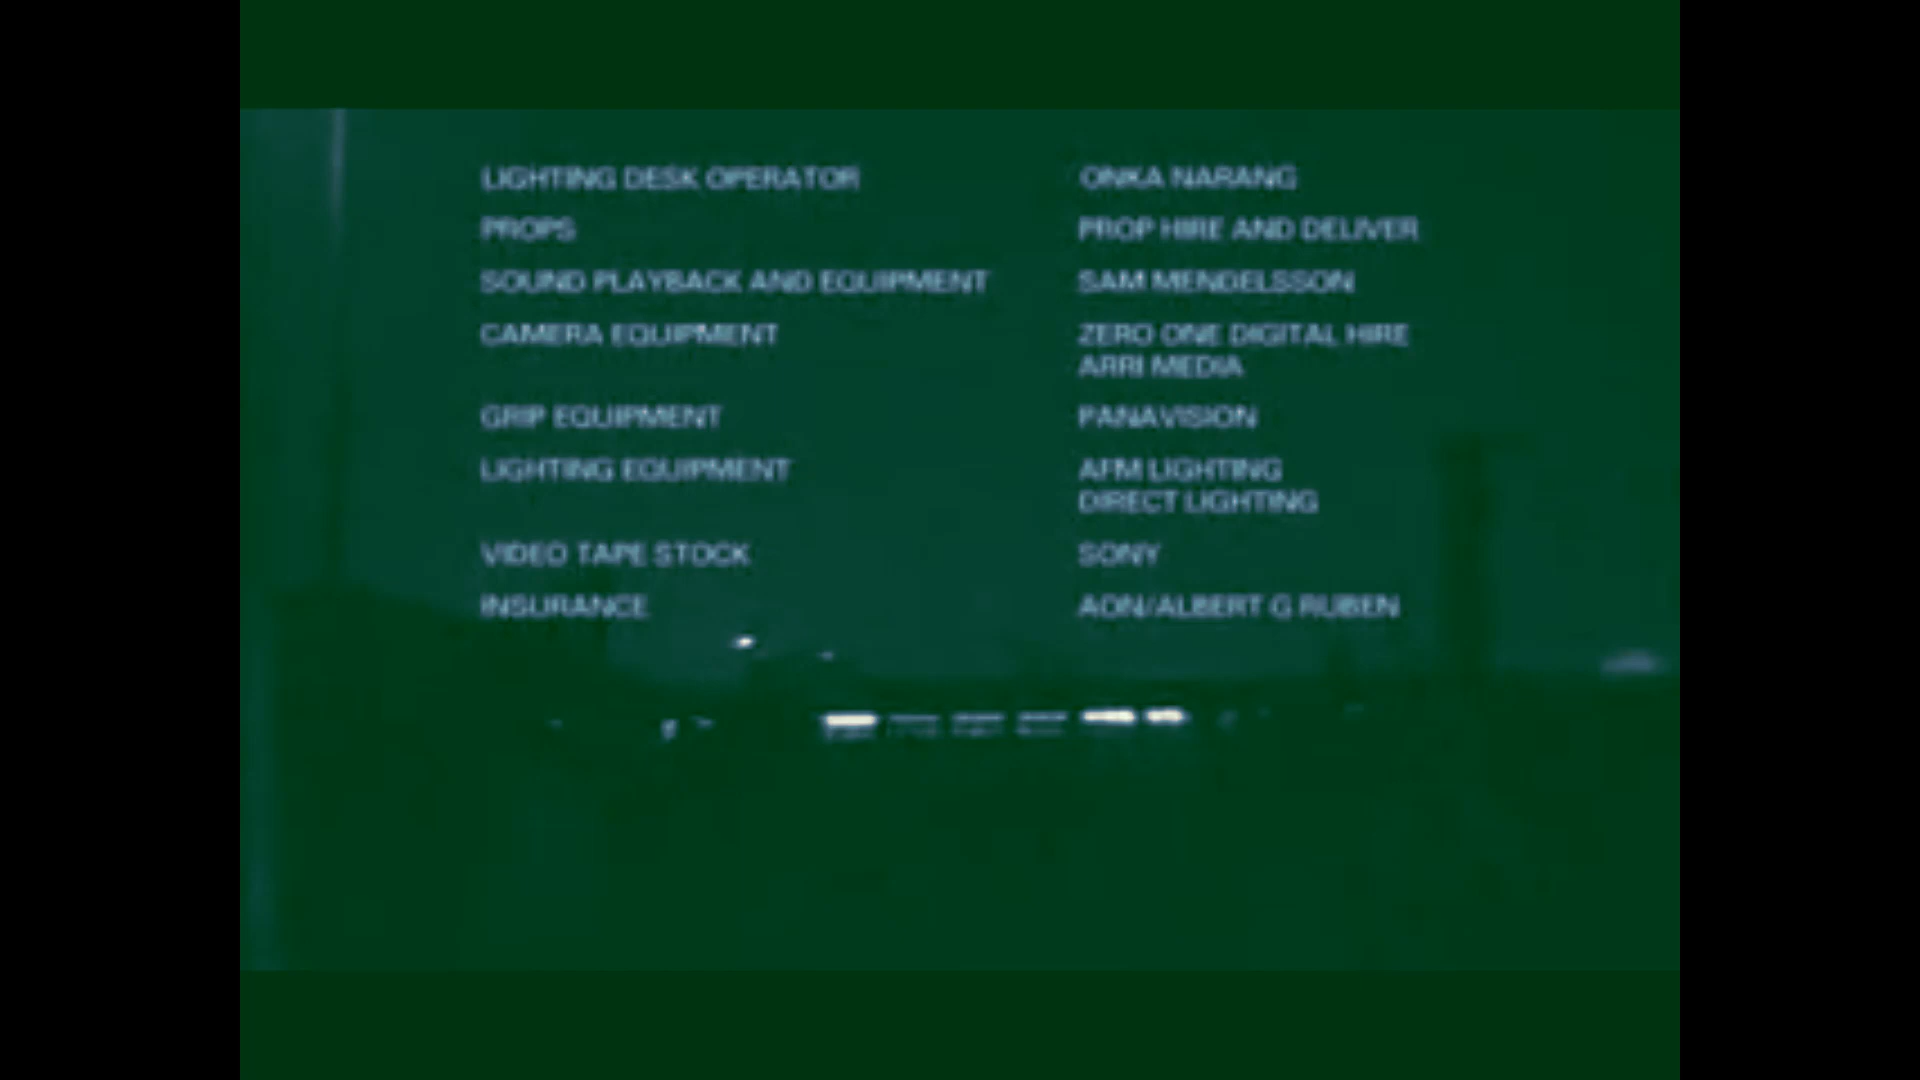 LIGHTING DESK OPERATOR ONKA NARANG
PROPS PROP HIRE AND DELIVER
SOUND PLAYBACK AND EQUIPMENT SAM MENDELSSON
CAMERA EQUIPMENT ZERO ONE DIGITAL HIRE
ARRI MEDIA
GRIP EQUIPMENT PANAVISION
LIGHTING EQUIPMENT AFM LIGHTING
DIRECT LIGHTING
VIDEO TAPE STOCK SONY
INSURANCE AON/ALBERT G RUBEN